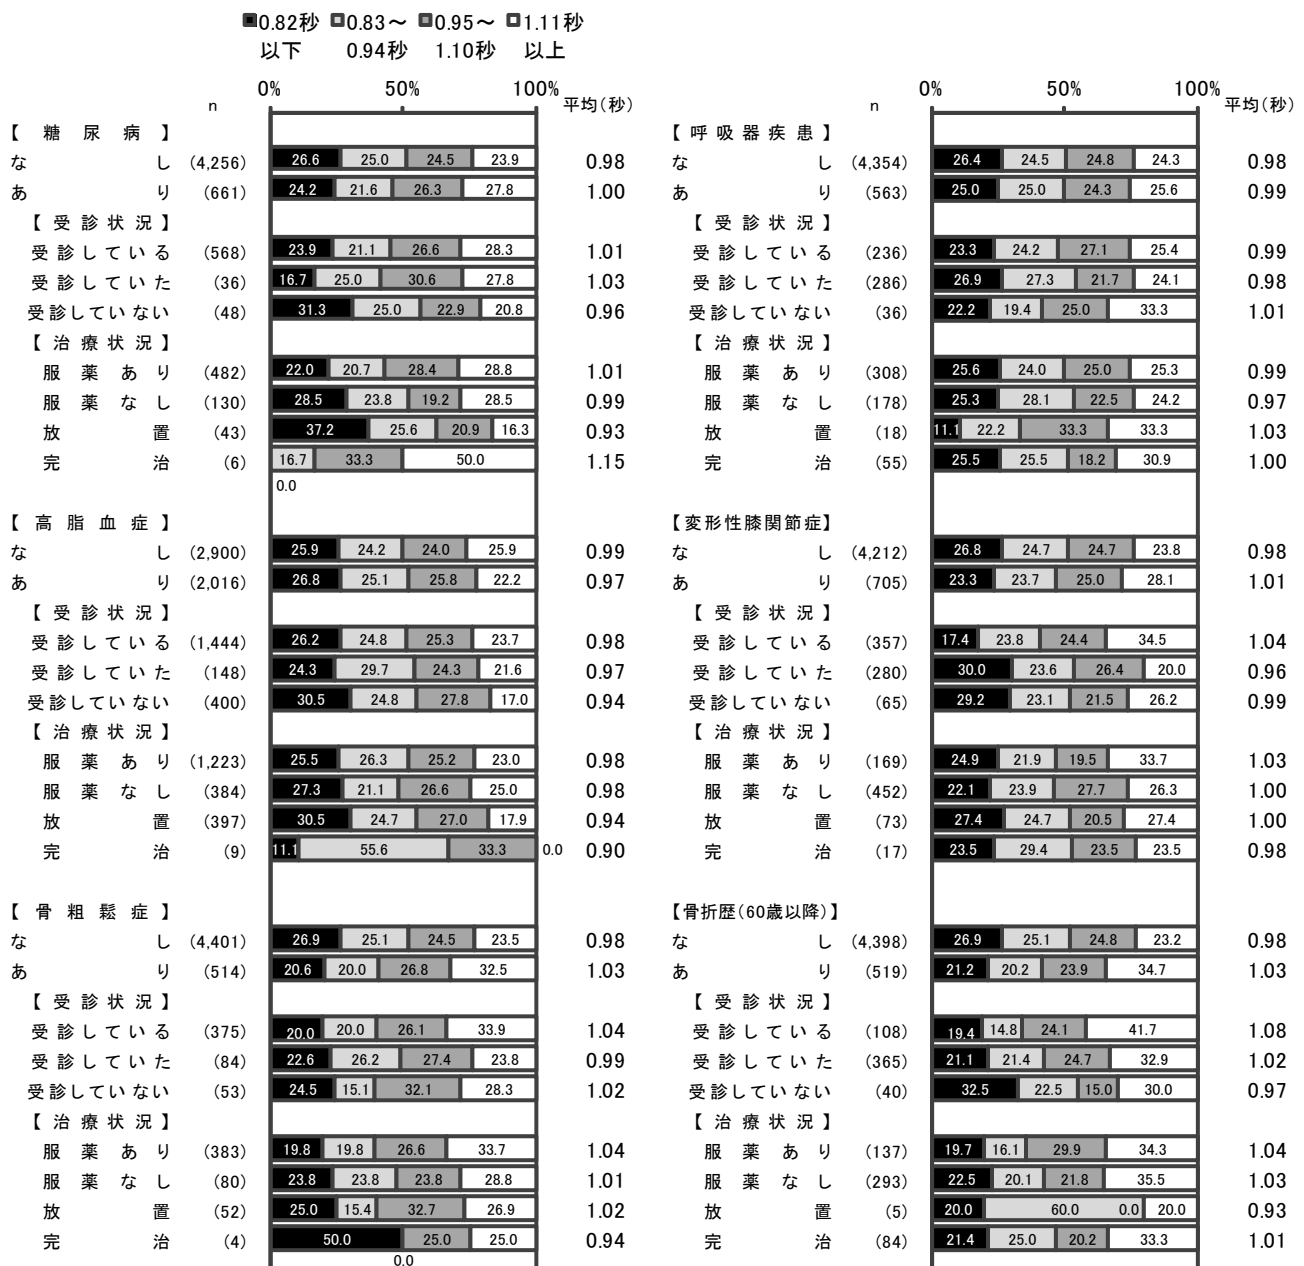 ■0.82秒 ■0.83～ ■0.95～ □1.11秒
以下 0.94秒 1.10秒 以上
n 0% 50% 100% 平均(秒)
【糖尿病】
なし (4,256) 26.6 25.0 24.5 23.9 0.98
あり (661) 24.2 21.6 26.3 27.8 1.00
【受診状況】
受診している (568) 23.9 21.1 26.6 28.3 1.01
受診していた (36) 16.7 25.0 30.6 27.8 1.03
受診していない (48) 31.3 25.0 22.9 20.8 0.96
【治療状況】
服薬あり (482) 22.0 20.7 28.4 28.8 1.01
服薬なし (130) 28.5 23.8 19.2 28.5 0.99
放置 (43) 37.2 25.6 20.9 16.3 0.93
完治 (6) 16.7 33.3 50.0 1.15
0.0
【高脂血症】
なし (2,900) 25.9 24.2 24.0 25.9 0.99
あり (2,016) 26.8 25.1 25.8 22.2 0.97
【受診状況】
受診している (1,444) 26.2 24.8 25.3 23.7 0.98
受診していた (148) 24.3 29.7 24.3 21.6 0.97
受診していない (400) 30.5 24.8 27.8 17.0 0.94
【治療状況】
服薬あり (1,223) 25.5 26.3 25.2 23.0 0.98
服薬なし (384) 27.3 21.1 26.6 25.0 0.98
放置 (397) 30.5 24.7 27.0 17.9 0.94
完治 (9) 11.1 55.6 33.3 0.0 0.90
【骨粗鬆症】
なし (4,401) 26.9 25.1 24.5 23.5 0.98
あり (514) 20.6 20.0 26.8 32.5 1.03
【受診状況】
受診している (375) 20.0 20.0 26.1 33.9 1.04
受診していた (84) 22.6 26.2 27.4 23.8 0.99
受診していない (53) 24.5 15.1 32.1 28.3 1.02
【治療状況】
服薬あり (383) 19.8 19.8 26.6 33.7 1.04
服薬なし (80) 23.8 23.8 23.8 28.8 1.01
放置 (52) 25.0 15.4 32.7 26.9 1.02
完治 (4) 50.0 25.0 25.0 0.94
0.0
n 0% 50% 100% 平均(秒)
【呼吸器疾患】
なし (4,354) 26.4 24.5 24.8 24.3 0.98
あり (563) 25.0 25.0 24.3 25.6 0.99
【受診状況】
受診している (236) 23.3 24.2 27.1 25.4 0.99
受診していた (286) 26.9 27.3 21.7 24.1 0.98
受診していない (36) 22.2 19.4 25.0 33.3 1.01
【治療状況】
服薬あり (308) 25.6 24.0 25.0 25.3 0.99
服薬なし (178) 25.3 28.1 22.5 24.2 0.97
放置 (18) 11.1 22.2 33.3 33.3 1.03
完治 (55) 25.5 25.5 18.2 30.9 1.00
【変形性膝関節症】
なし (4,212) 26.8 24.7 24.7 23.8 0.98
あり (705) 23.3 23.7 25.0 28.1 1.01
【受診状況】
受診している (357) 17.4 23.8 24.4 34.5 1.04
受診していた (280) 30.0 23.6 26.4 20.0 0.96
受診していない (65) 29.2 23.1 21.5 26.2 0.99
【治療状況】
服薬あり (169) 24.9 21.9 19.5 33.7 1.03
服薬なし (452) 22.1 23.9 27.7 26.3 1.00
放置 (73) 27.4 24.7 20.5 27.4 1.00
完治 (17) 23.5 29.4 23.5 23.5 0.98
【骨折歴(60歳以降)】
なし (4,398) 26.9 25.1 24.8 23.2 0.98
あり (519) 21.2 20.2 23.9 34.7 1.03
【受診状況】
受診している (108) 19.4 14.8 24.1 41.7 1.08
受診していた (365) 21.1 21.4 24.7 32.9 1.02
受診していない (40) 32.5 22.5 15.0 30.0 0.97
【治療状況】
服薬あり (137) 19.7 16.1 29.9 34.3 1.04
服薬なし (293) 22.5 20.1 21.8 35.5 1.03
放置 (5) 20.0 60.0 0.0 20.0 0.93
完治 (84) 21.4 25.0 20.2 33.3 1.01